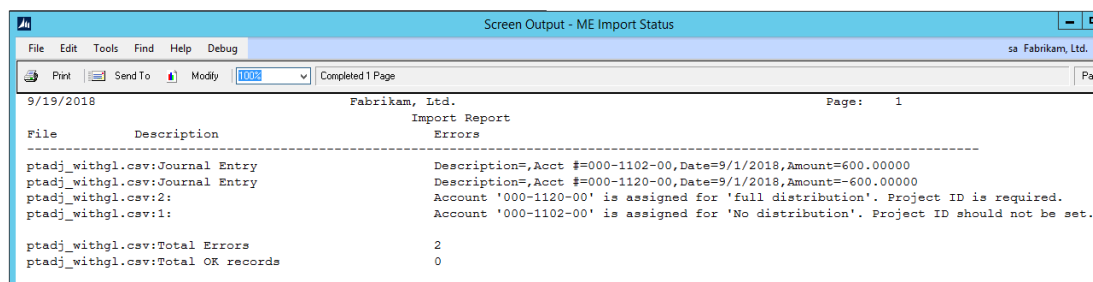 Screen Output - ME Import Status
File Edit Tools Find Help Debug sa Fabrikam, Ltd.
Print Send To Modify 100% Completed 1 Page
9/19/2018 Fabrikam, Ltd. Page: 1
Import Report
File Description Errors
ptadj_withgl.csv:Journal Entry Description=,Acct #=000-1102-00,Date=9/1/2018,Amount=600.00000
ptadj_withgl.csv:Journal Entry Description=,Acct #=000-1120-00,Date=9/1/2018,Amount=-600.00000
ptadj_withgl.csv:2: Account '000-1120-00' is assigned for 'full distribution'. Project ID is required.
ptadj_withgl.csv:1: Account '000-1102-00' is assigned for 'No distribution'. Project ID should not be set.
ptadj_withgl.csv:Total Errors 2
ptadj_withgl.csv:Total OK records 0